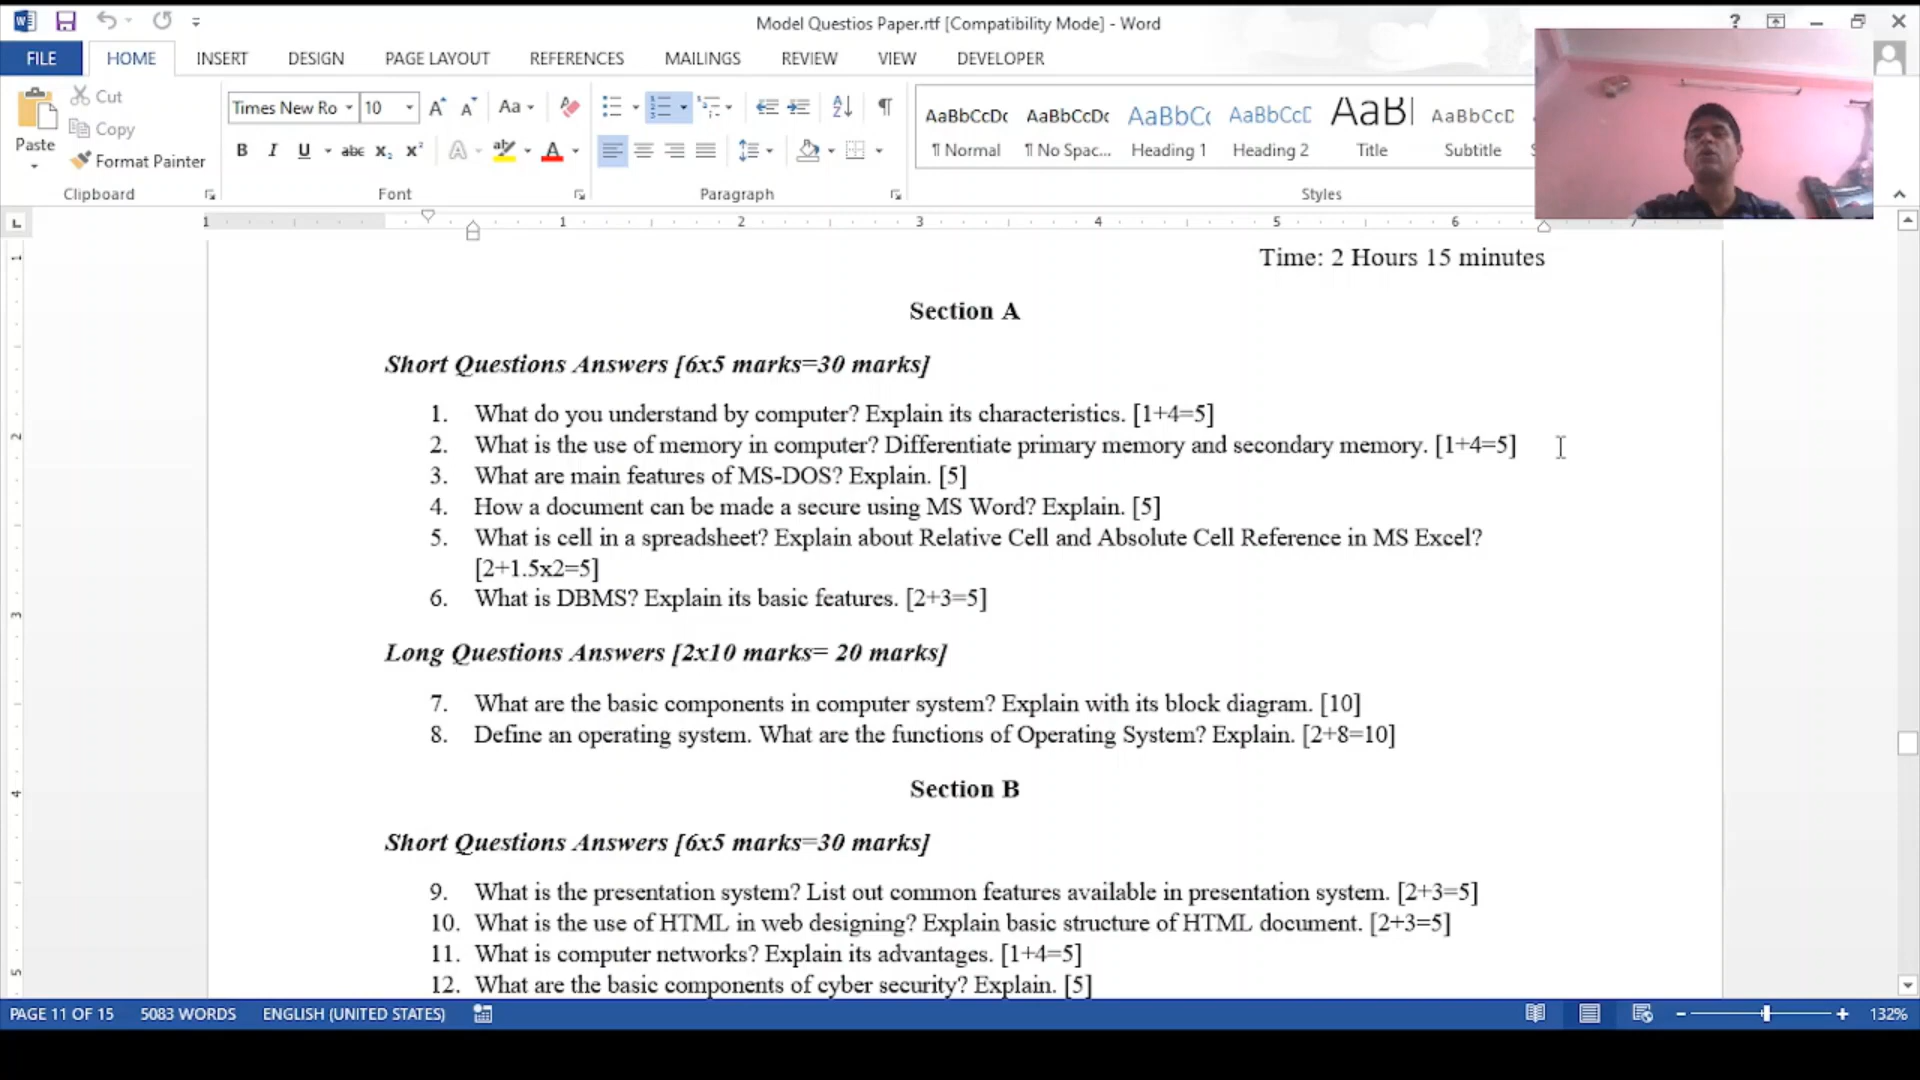 Model Questios Paper.rtf [Compatibility Mode] - Word
FILE HOME INSERT DESIGN PAGE LAYOUT REFERENCES MAILINGS REVIEW VIEW DEVELOPER
Paste
Cut
Copy
Format Painter
Clipboard
Times New Ro 10
Font
Paragraph
AaBbCcDc AaBbCcDc AaBbCc AaBbCcD AaB AaBbCcD
¶ Normal ¶ No Spac... Heading 1 Heading 2 Title Subtitle
Styles
1 1 2 3 4 5 6 7
Time: 2 Hours 15 minutes
Section A
Short Questions Answers [6x5 marks=30 marks]
1. What do you understand by computer? Explain its characteristics. [1+4=5]
2. What is the use of memory in computer? Differentiate primary memory and secondary memory. [1+4=5]
3. What are main features of MS-DOS? Explain. [5]
4. How a document can be made a secure using MS Word? Explain. [5]
5. What is cell in a spreadsheet? Explain about Relative Cell and Absolute Cell Reference in MS Excel?
[2+1.5x2=5]
6. What is DBMS? Explain its basic features. [2+3=5]
Long Questions Answers [2x10 marks= 20 marks]
7. What are the basic components in computer system? Explain with its block diagram. [10]
8. Define an operating system. What are the functions of Operating System? Explain. [2+8=10]
Section B
Short Questions Answers [6x5 marks=30 marks]
9. What is the presentation system? List out common features available in presentation system. [2+3=5]
10. What is the use of HTML in web designing? Explain basic structure of HTML document. [2+3=5]
11. What is computer networks? Explain its advantages. [1+4=5]
12. What are the basic components of cyber security? Explain. [5]
PAGE 11 OF 15 5083 WORDS ENGLISH (UNITED STATES) 132%